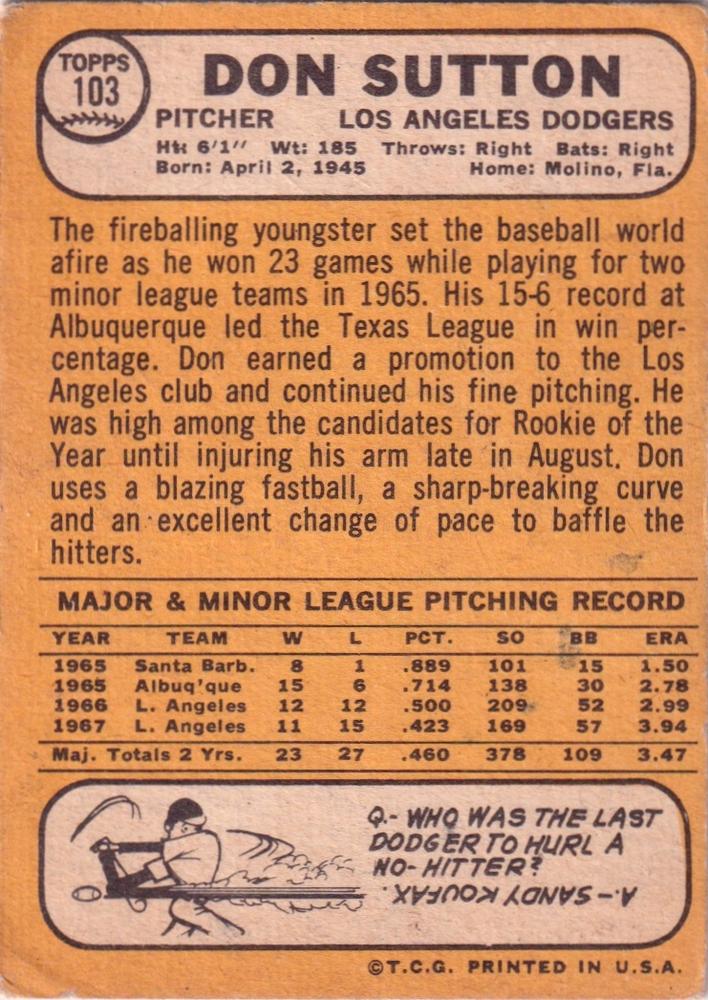 TOPPS
103
DON SUTTON
PITCHER LOS ANGELES DODGERS
Ht: 6'1" Wt: 185 Throws: Right Bats: Right
Born: April 2, 1945 Home: Molino, Fla.
The fireballing youngster set the baseball world
afire as he won 23 games while playing for two
minor league teams in 1965. His 15-6 record at
Albuquerque led the Texas League in win per-
centage. Don earned a promotion to the Los
Angeles club and continued his fine pitching. He
was high among the candidates for Rookie of the
Year until injuring his arm late in August. Don
uses a blazing fastball, a sharp-breaking curve
and an excellent change of pace to baffle the
hitters.
MAJOR & MINOR LEAGUE PITCHING RECORD
YEAR TEAM W L PCT. SO BB ERA
1965 Santa Barb. 8 1 .889 101 15 1.50
1965 Albuq'que 15 6 .714 138 30 2.78
1966 L. Angeles 12 12 .500 209 52 2.99
1967 L. Angeles 11 15 .423 169 57 3.94
Maj. Totals 2 Yrs. 23 27 .460 378 109 3.47
Q.- WHO WAS THE LAST
DODGER TO HURL A
NO-HITTER?
A.- SANDY KOUFAX.
©T.C.G. PRINTED IN U.S.A.